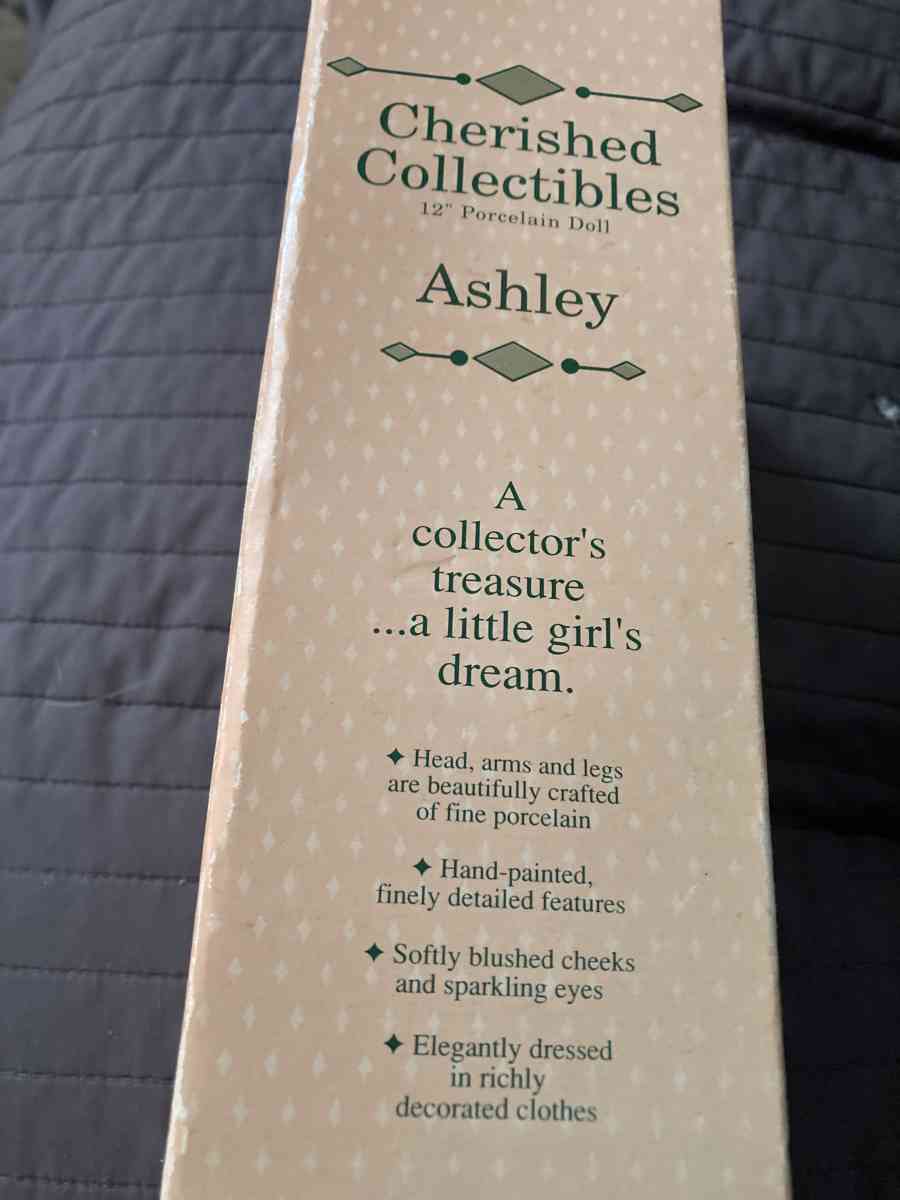 Cherished
Collectibles
12" Porcelain Doll
Ashley
A
collector's
treasure
...a little girl's
dream.
✦ Head, arms and legs
are beautifully crafted
of fine porcelain
✦ Hand-painted,
finely detailed features
✦ Softly blushed cheeks
and sparkling eyes
✦ Elegantly dressed
in richly
decorated clothes